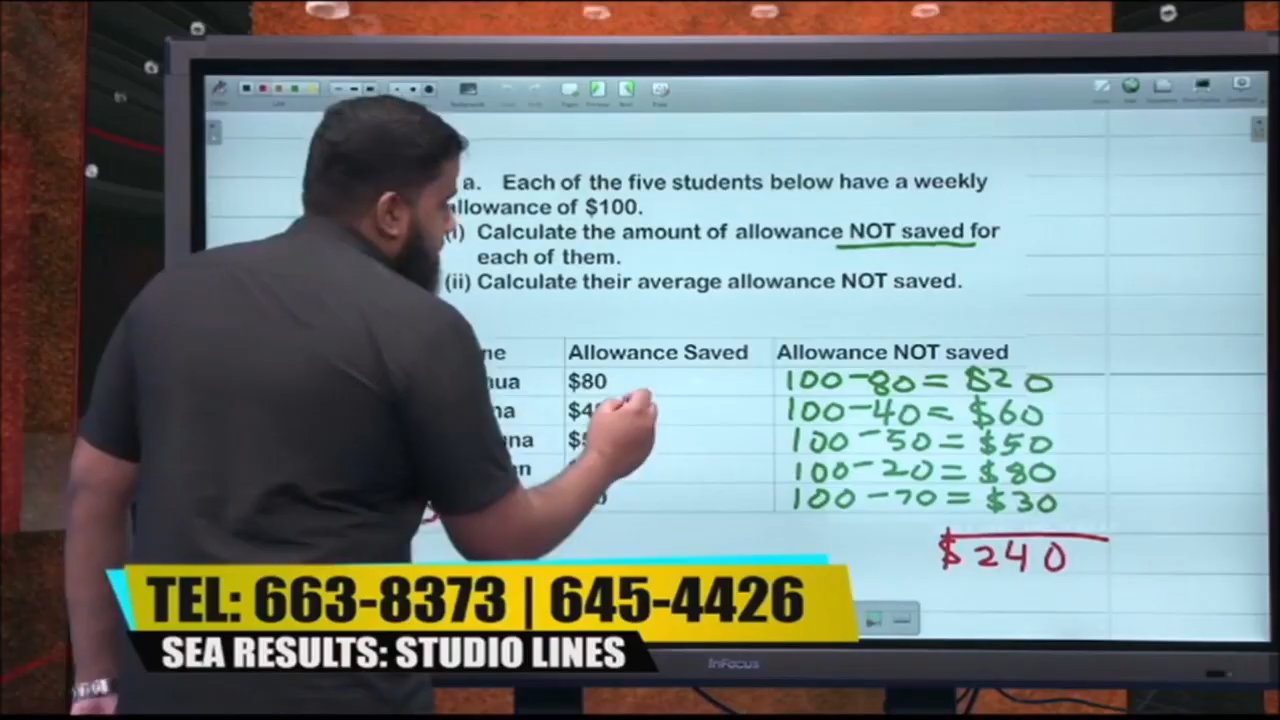 a. Each of the five students below have a weekly
allowance of $100.
(i) Calculate the amount of allowance NOT saved for
each of them.
(ii) Calculate their average allowance NOT saved.
Allowance Saved Allowance NOT saved
$80 100-80= $20
100-40= $60
100-50= $50
100-20= $80
100-70= $30
$240
TEL: 663-8373 | 645-4426
SEA RESULTS: STUDIO LINES
InFocus